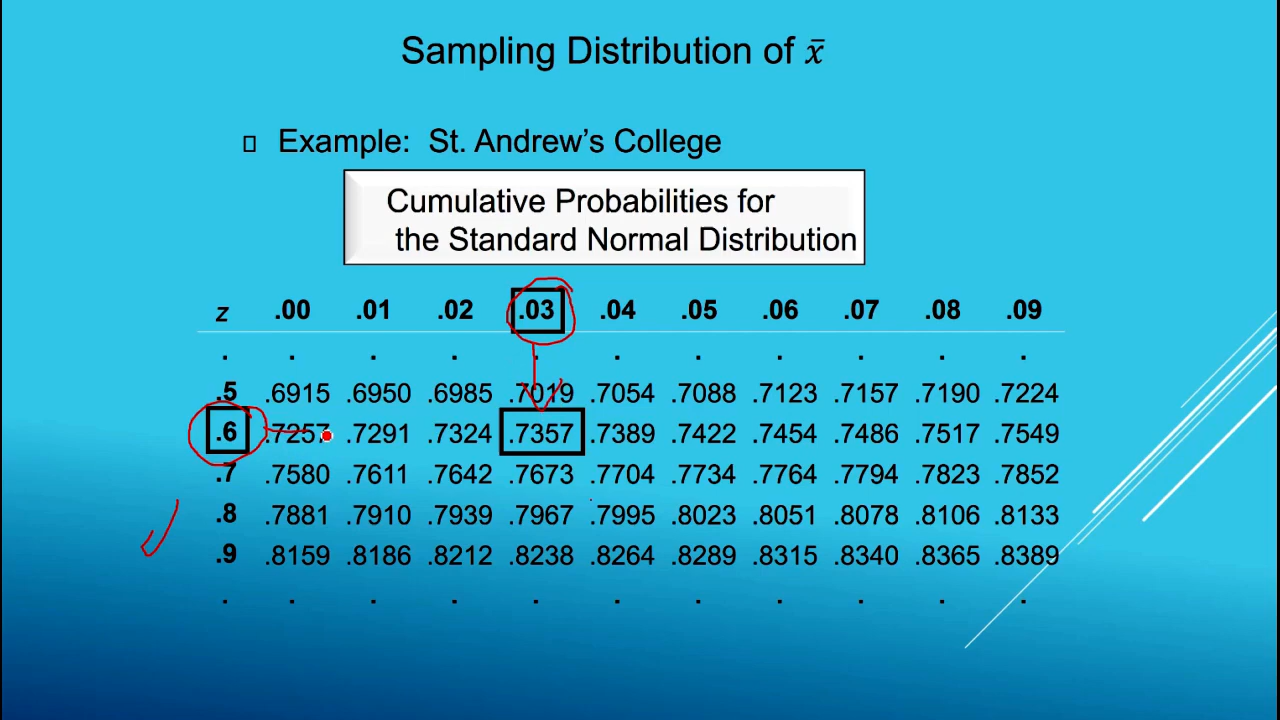 Sampling Distribution of x̄
Example: St. Andrew’s College
Cumulative Probabilities for
the Standard Normal Distribution
z .00 .01 .02 .03 .04 .05 .06 .07 .08 .09
. . . . . . . . . . .
.5 .6915 .6950 .6985 .7019 .7054 .7088 .7123 .7157 .7190 .7224
.6 .7257 .7291 .7324 .7357 .7389 .7422 .7454 .7486 .7517 .7549
.7 .7580 .7611 .7642 .7673 .7704 .7734 .7764 .7794 .7823 .7852
.8 .7881 .7910 .7939 .7967 .7995 .8023 .8051 .8078 .8106 .8133
.9 .8159 .8186 .8212 .8238 .8264 .8289 .8315 .8340 .8365 .8389
. . . . . . . . . . .